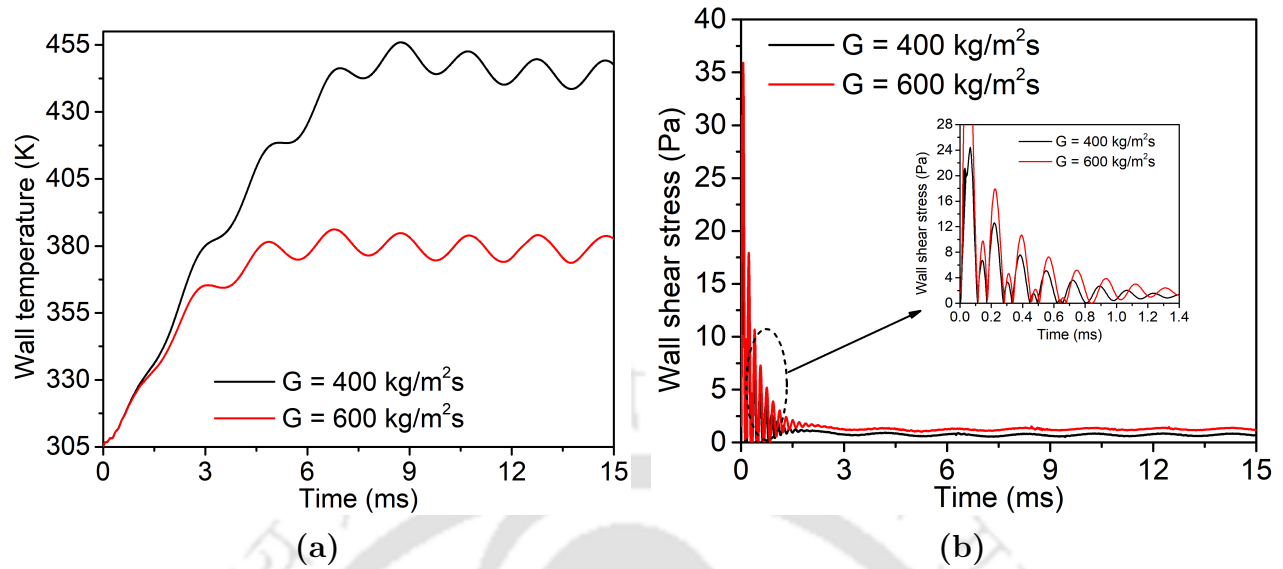 Wall temperature (K)
455
430
405
380
355
330
305
G = 400 kg/m²s
G = 600 kg/m²s
0 3 6 9 12 15
Time (ms)
(a)
Wall shear stress (Pa)
40
35
30
25
20
15
10
5
0
G = 400 kg/m²s
G = 600 kg/m²s
Wall shear stress (Pa)
28
24
20
16
12
8
4
0
G = 400 kg/m²s
G = 600 kg/m²s
0.0 0.2 0.4 0.6 0.8 1.0 1.2 1.4
Time (ms)
0 3 6 9 12 15
Time (ms)
(b)